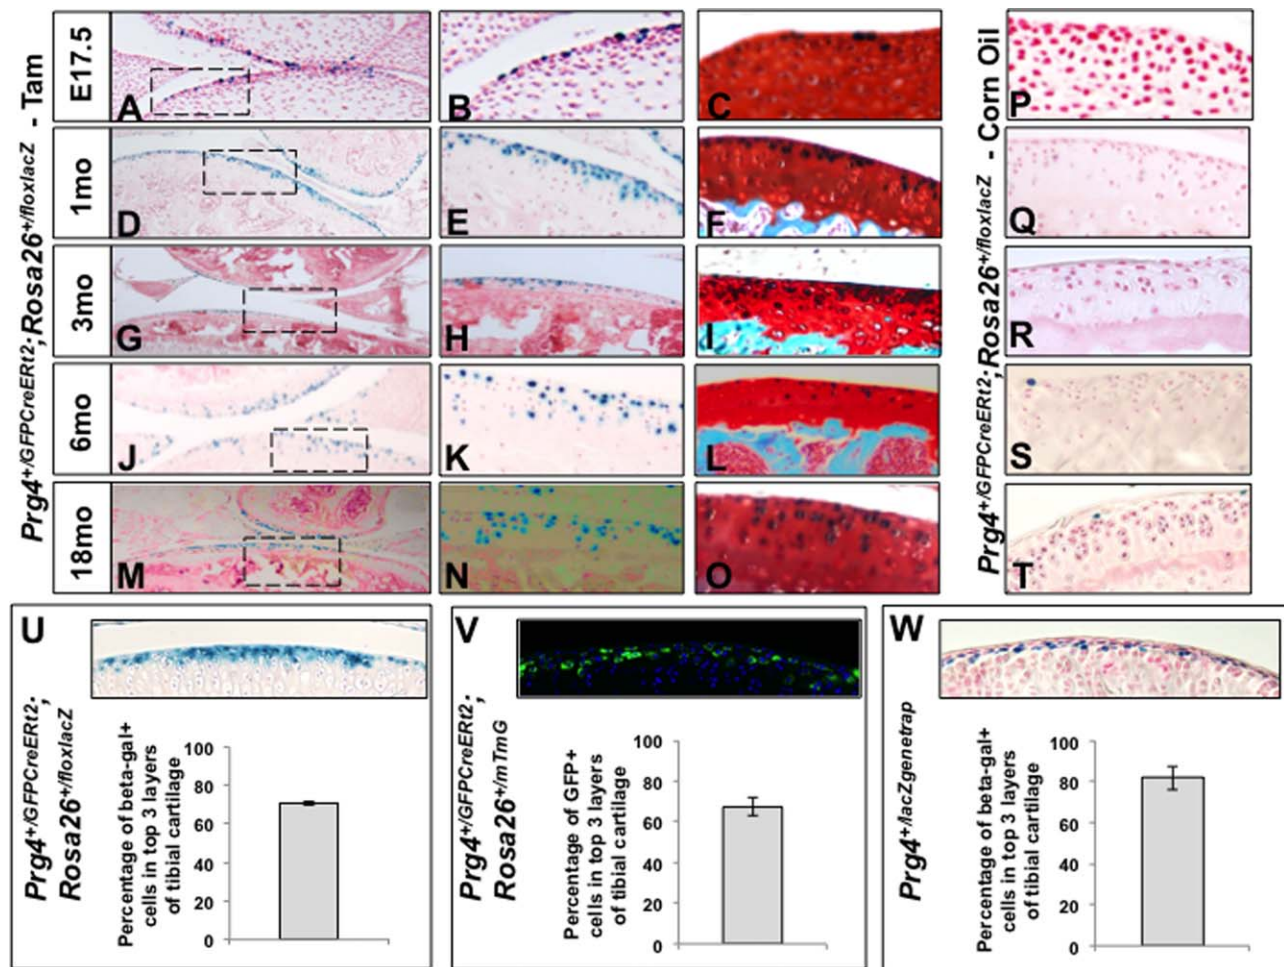 Prg4+/GFPCreERt2;Rosa26+/floxlacZ - Tam
E17.5
A
B
C
1mo
D
E
F
3mo
G
H
I
6mo
J
K
L
18mo
M
N
O
Prg4+/GFPCreERt2;Rosa26+/floxlacZ - Corn Oil
P
Q
R
S
T
U
Prg4+/GFPCreERt2;
Rosa26+/floxlacZ
Percentage of beta-gal+
cells in top 3 layers
of tibial cartilage
100
80
60
40
20
0
V
Prg4+/GFPCreERt2;
Rosa26+/mTmG
Percentage of GFP+
cells in top 3 layers
of tibial cartilage
100
80
60
40
20
0
W
Prg4+/lacZgenetrap
Percentage of beta-gal+
cells in top 3 layers
of tibial cartilage
100
80
60
40
20
0